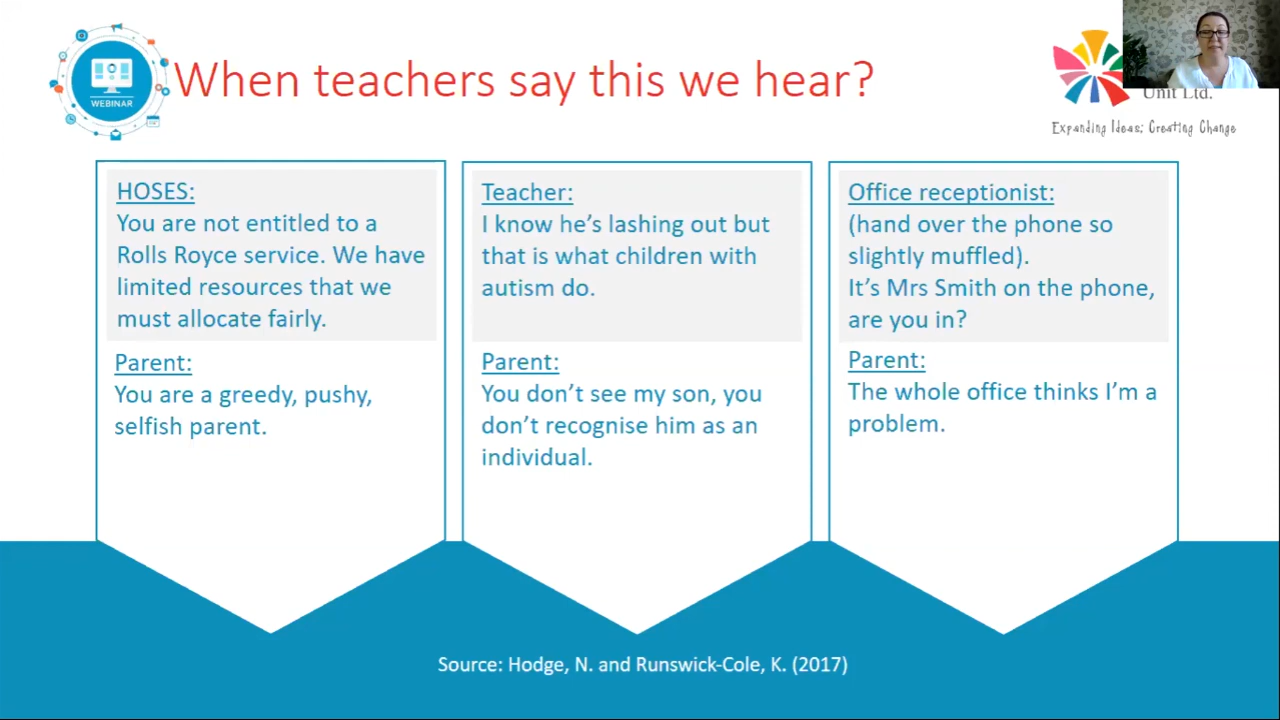 WEBINAR
When teachers say this we hear?
Unit Ltd.
Expanding Ideas; Creating Change
HOSES:
You are not entitled to a
Rolls Royce service. We have
limited resources that we
must allocate fairly.
Parent:
You are a greedy, pushy,
selfish parent.
Teacher:
I know he’s lashing out but
that is what children with
autism do.
Parent:
You don’t see my son, you
don’t recognise him as an
individual.
Office receptionist:
(hand over the phone so
slightly muffled).
It’s Mrs Smith on the phone,
are you in?
Parent:
The whole office thinks I’m a
problem.
Source: Hodge, N. and Runswick-Cole, K. (2017)